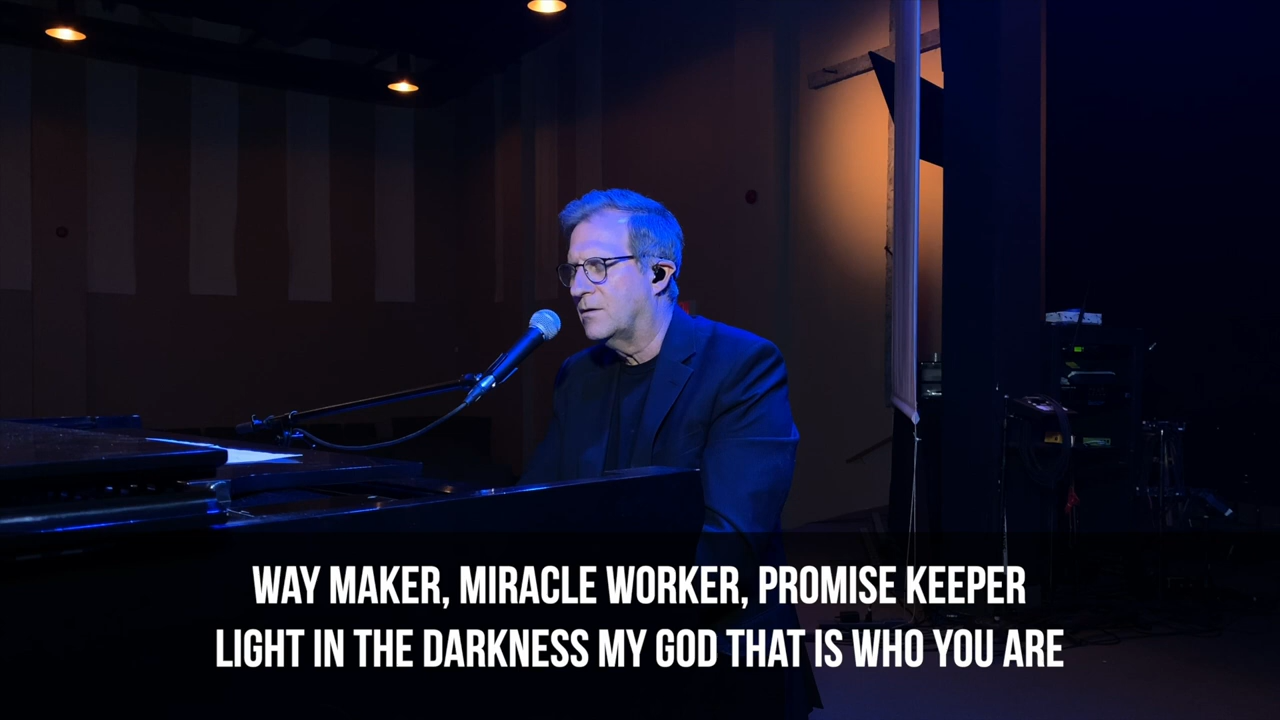 WAY MAKER, MIRACLE WORKER, PROMISE KEEPER
LIGHT IN THE DARKNESS MY GOD THAT IS WHO YOU ARE